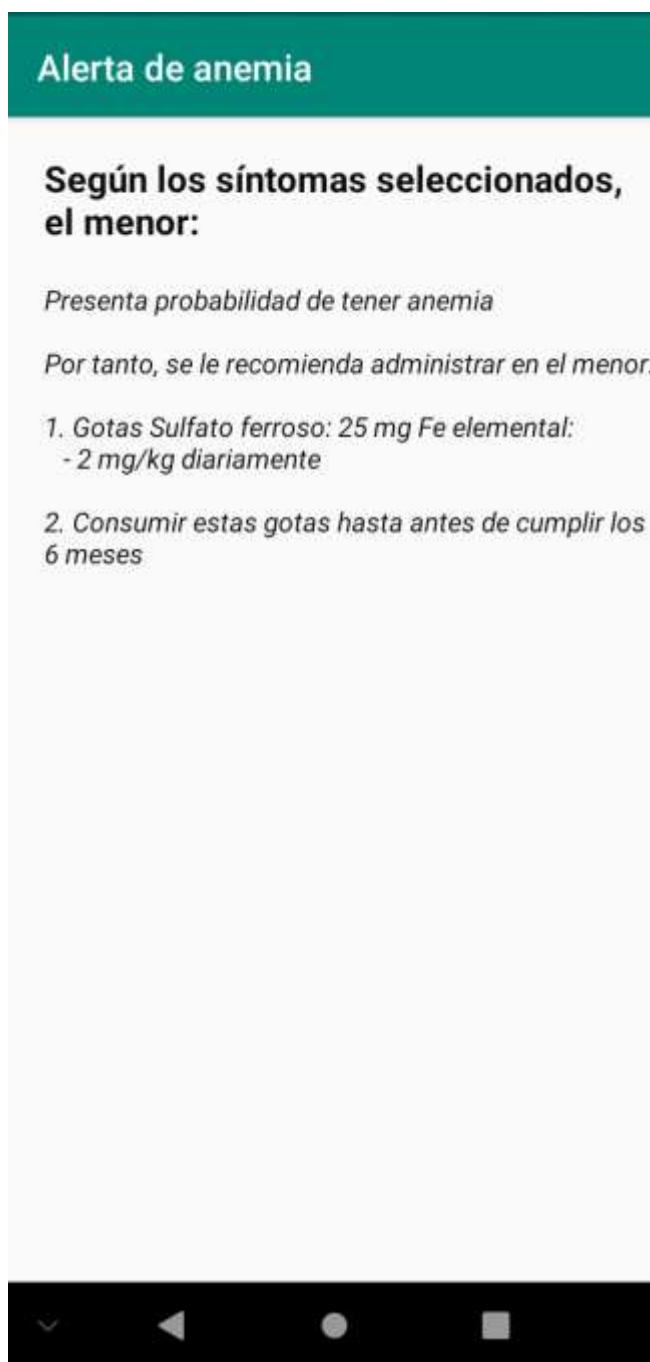 Alerta de anemia
Según los síntomas seleccionados,
el menor:
Presenta probabilidad de tener anemia
Por tanto, se le recomienda administrar en el menor:
1. Gotas Sulfato ferroso: 25 mg Fe elemental:
- 2 mg/kg diariamente
2. Consumir estas gotas hasta antes de cumplir los
6 meses